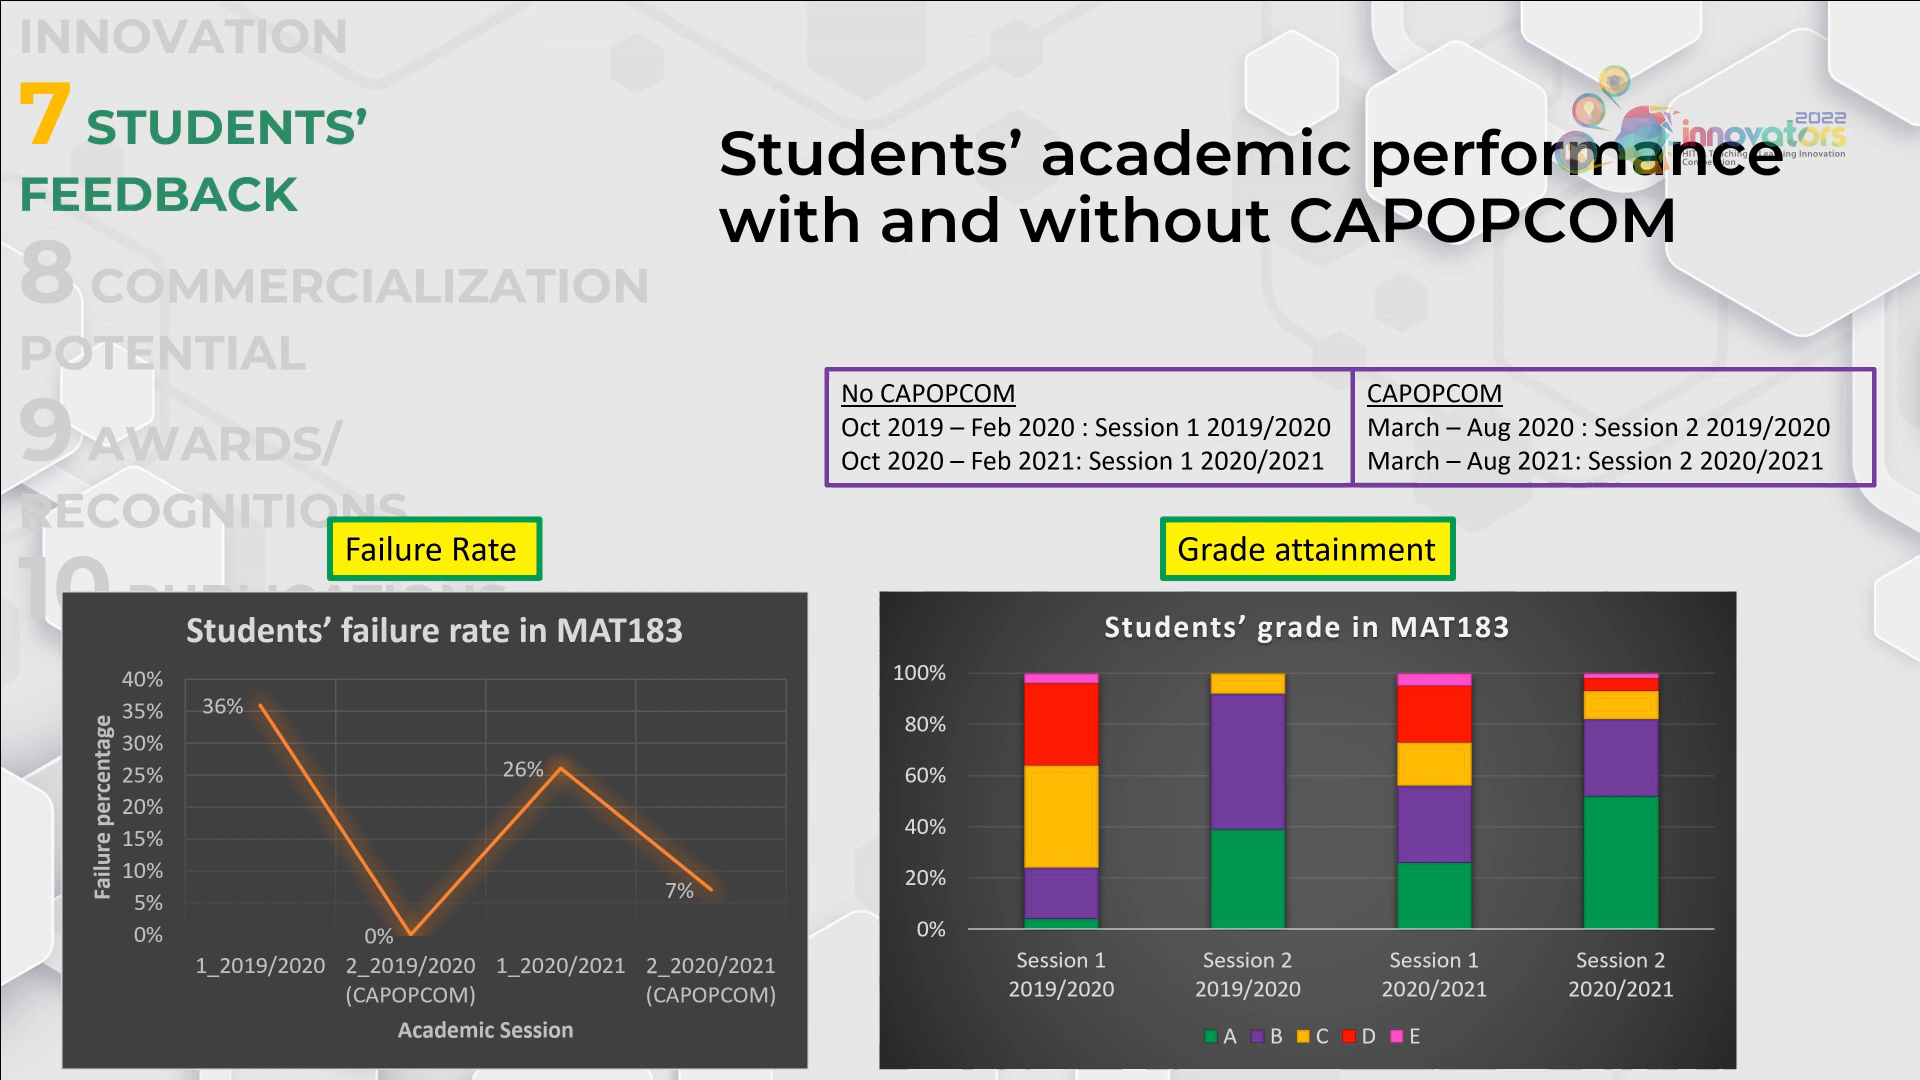 INNOVATION
7 STUDENTS’
FEEDBACK
8 COMMERCIALIZATION
POTENTIAL
9 AWARDS/
RECOGNITIONS
10 PUBLICATIONS
2022
innovators
Students’ academic performance
with and without CAPOPCOM
No CAPOPCOM
Oct 2019 – Feb 2020 : Session 1 2019/2020
Oct 2020 – Feb 2021: Session 1 2020/2021
CAPOPCOM
March – Aug 2020 : Session 2 2019/2020
March – Aug 2021: Session 2 2020/2021
Failure Rate
Students’ failure rate in MAT183
Failure percentage
40%
35%
30%
25%
20%
15%
10%
5%
0%
36%
0%
26%
7%
1_2019/2020
2_2019/2020
(CAPOPCOM)
1_2020/2021
2_2020/2021
(CAPOPCOM)
Academic Session
Grade attainment
Students’ grade in MAT183
100%
80%
60%
40%
20%
0%
Session 1
2019/2020
Session 2
2019/2020
Session 1
2020/2021
Session 2
2020/2021
A B C D E